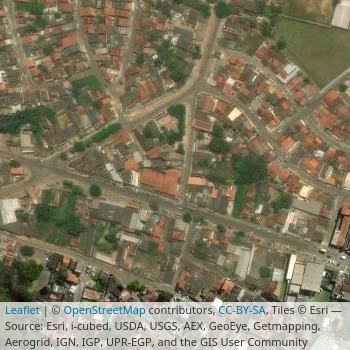 Leaflet | © OpenStreetMap contributors, CC-BY-SA, Tiles © Esri —
Source: Esri, i-cubed, USDA, USGS, AEX, GeoEye, Getmapping,
Aerogrid, IGN, IGP, UPR-EGP, and the GIS User Community